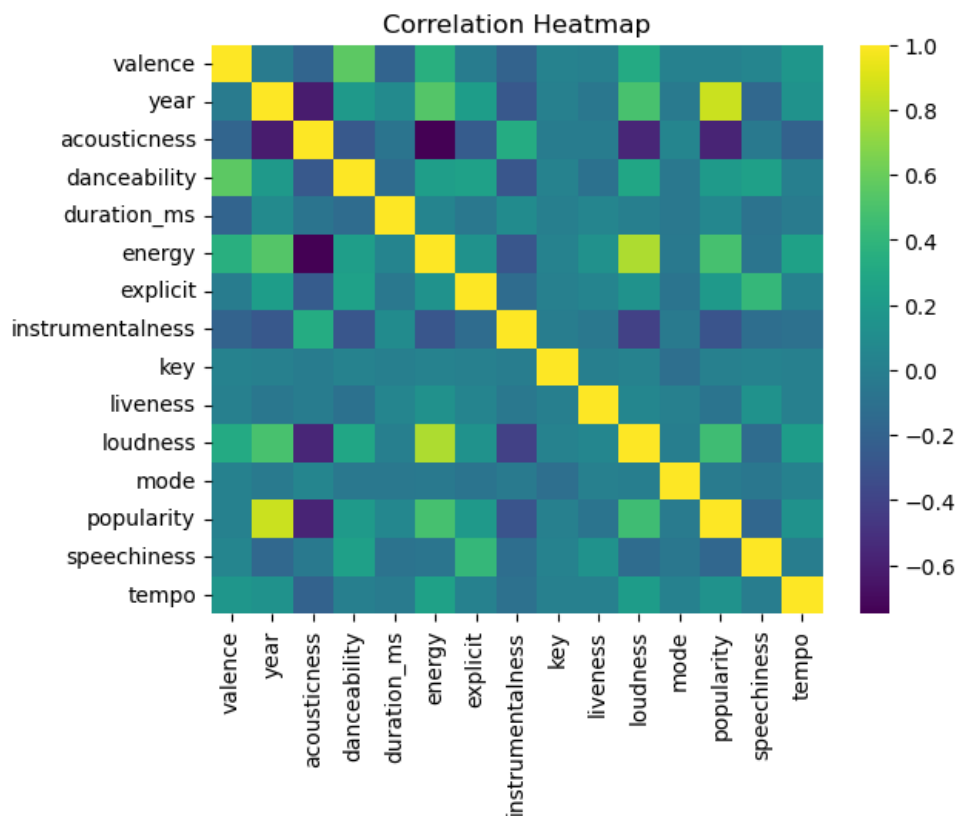 Correlation Heatmap
valence
year
acousticness
danceability
duration_ms
energy
explicit
instrumentalness
key
liveness
loudness
mode
popularity
speechiness
tempo
valence
year
acousticness
danceability
duration_ms
energy
explicit
instrumentalness
key
liveness
loudness
mode
popularity
speechiness
tempo
1.0
0.8
0.6
0.4
0.2
0.0
−0.2
−0.4
−0.6